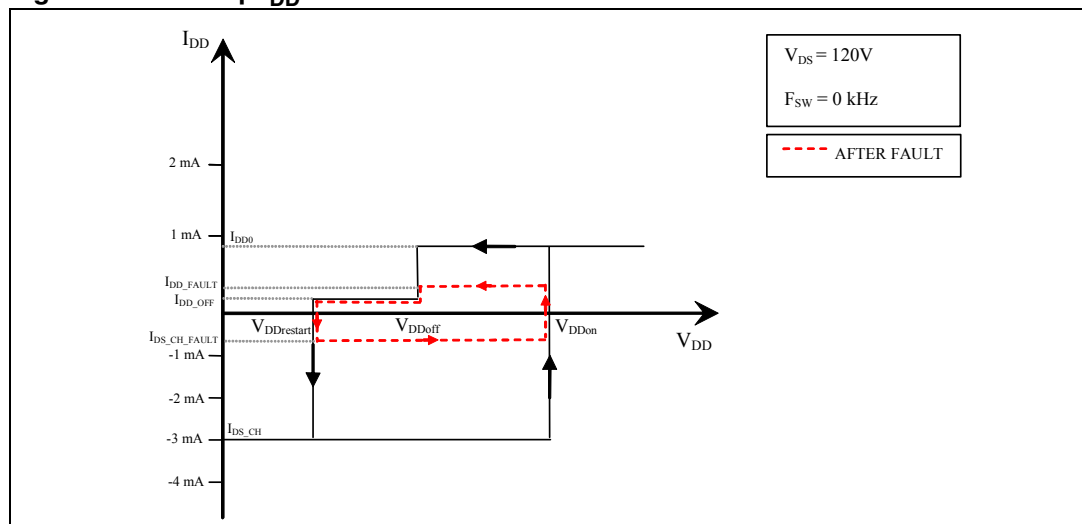 I_DD
V_DS = 120V
F_SW = 0 kHz
AFTER FAULT
2 mA
1 mA
I_DD0
I_DD_FAULT
I_DD_OFF
V_DDrestart
V_DDoff
V_DDon
V_DD
I_DS_CH_FAULT
-1 mA
-2 mA
I_DS_CH
-3 mA
-4 mA